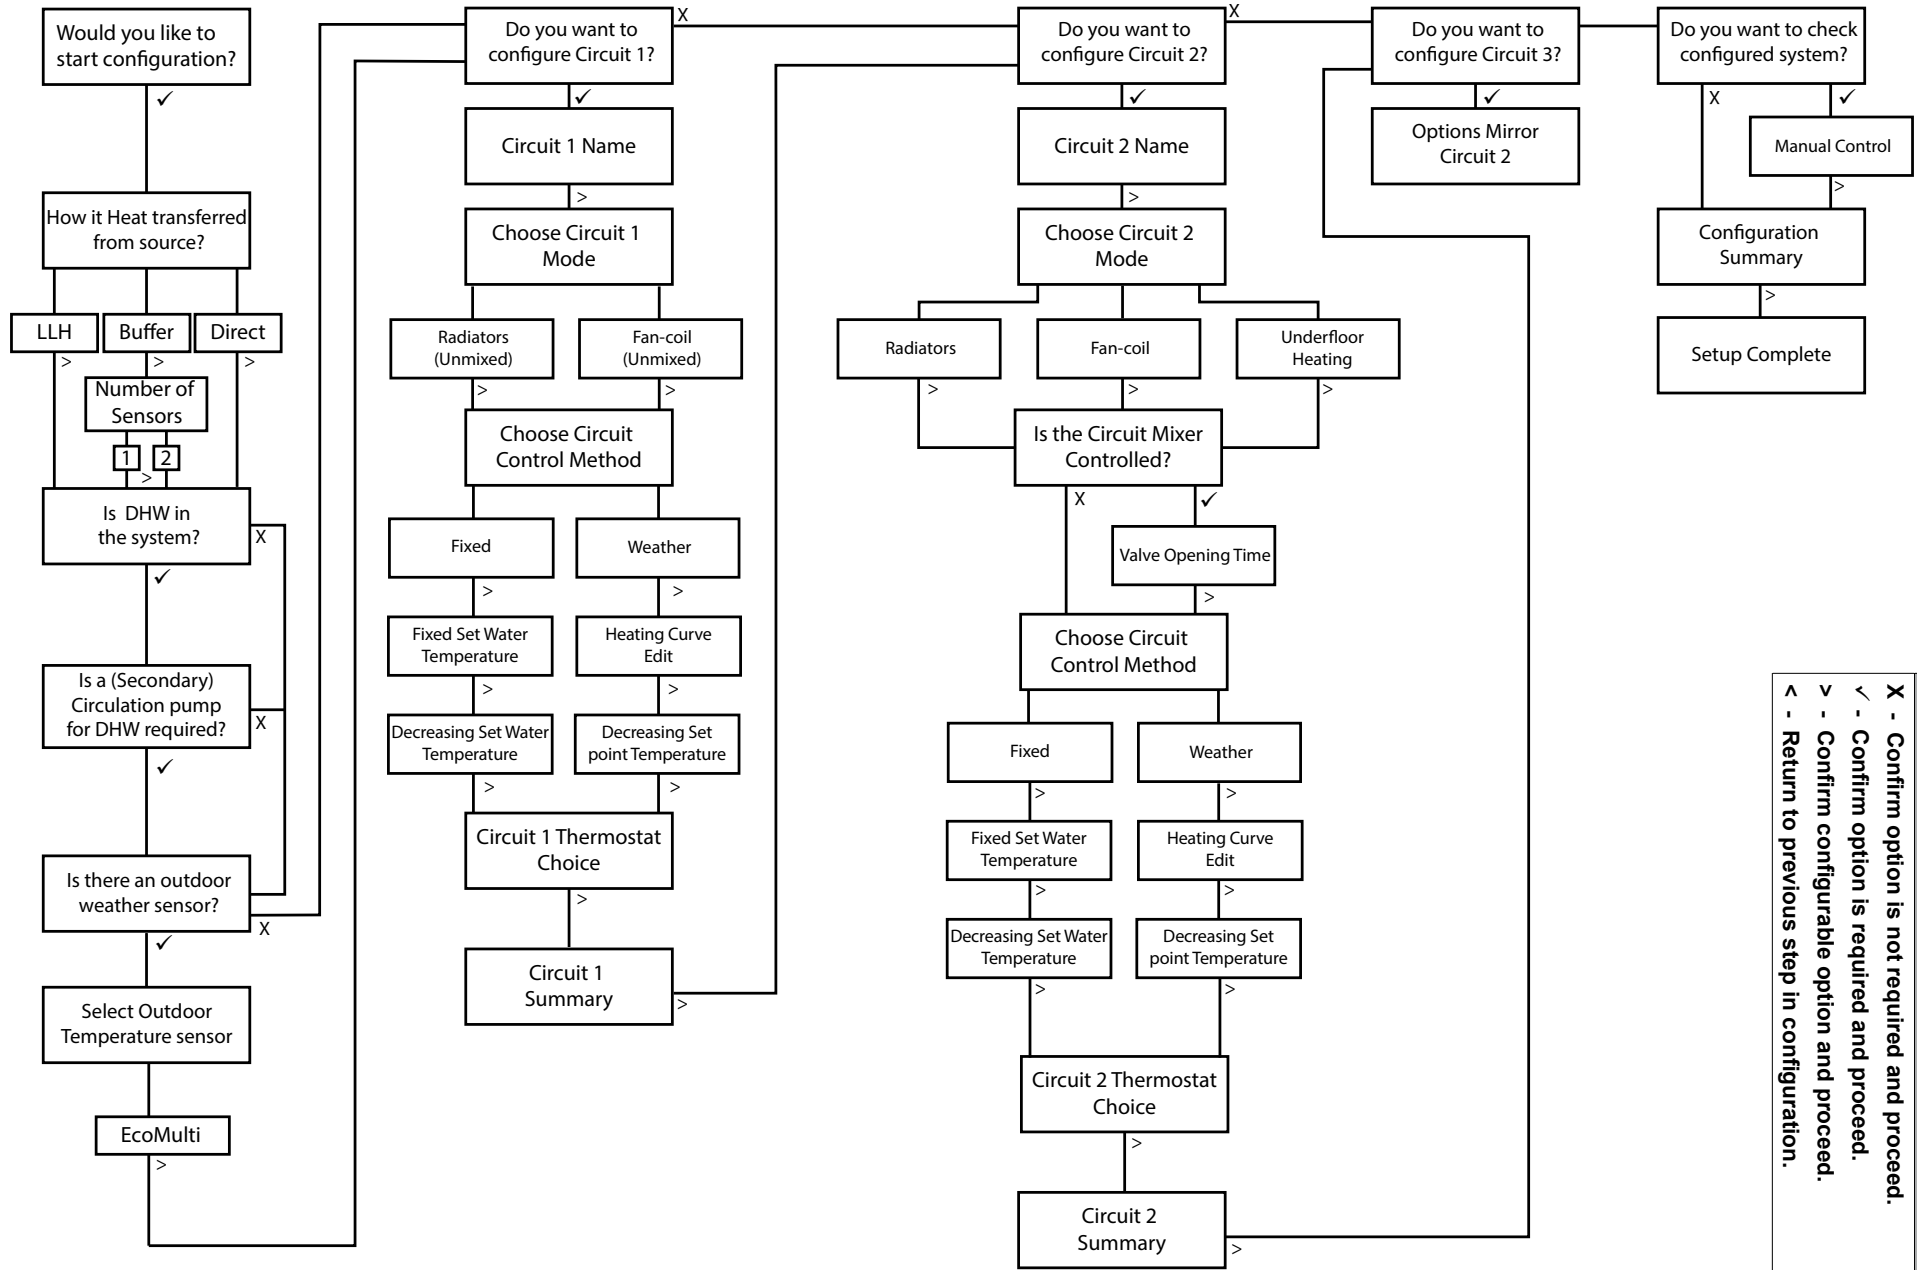 Would you like to
start configuration?
✓
How it Heat transferred
from source?
LLH
Buffer
Direct
>
>
>
Number of
Sensors
1
2
>
Is DHW in
the system?
X
✓
Is a (Secondary)
Circulation pump
for DHW required?
X
✓
Is there an outdoor
weather sensor?
X
✓
Select Outdoor
Temperature sensor
EcoMulti
>
Do you want to
configure Circuit 1?
X
✓
Circuit 1 Name
>
Choose Circuit 1
Mode
Radiators
(Unmixed)
Fan-coil
(Unmixed)
>
>
Choose Circuit
Control Method
Fixed
Weather
>
>
Fixed Set Water
Temperature
Heating Curve
Edit
>
>
Decreasing Set Water
Temperature
Decreasing Set
point Temperature
>
>
Circuit 1 Thermostat
Choice
>
Circuit 1
Summary
>
Do you want to
configure Circuit 2?
X
✓
Circuit 2 Name
>
Choose Circuit 2
Mode
Radiators
Fan-coil
Underfloor
Heating
>
>
>
Is the Circuit Mixer
Controlled?
X
✓
Valve Opening Time
>
Choose Circuit
Control Method
Fixed
Weather
>
>
Fixed Set Water
Temperature
Heating Curve
Edit
>
>
Decreasing Set Water
Temperature
Decreasing Set
point Temperature
>
>
Circuit 2 Thermostat
Choice
>
Circuit 2
Summary
>
Do you want to
configure Circuit 3?
✓
Options Mirror
Circuit 2
Do you want to check
configured system?
X
✓
Manual Control
>
Configuration
Summary
>
Setup Complete
X - Confirm option is not required and proceed.
✓ - Confirm option is required and proceed.
> - Confirm configurable option and proceed.
< - Return to previous step in configuration.